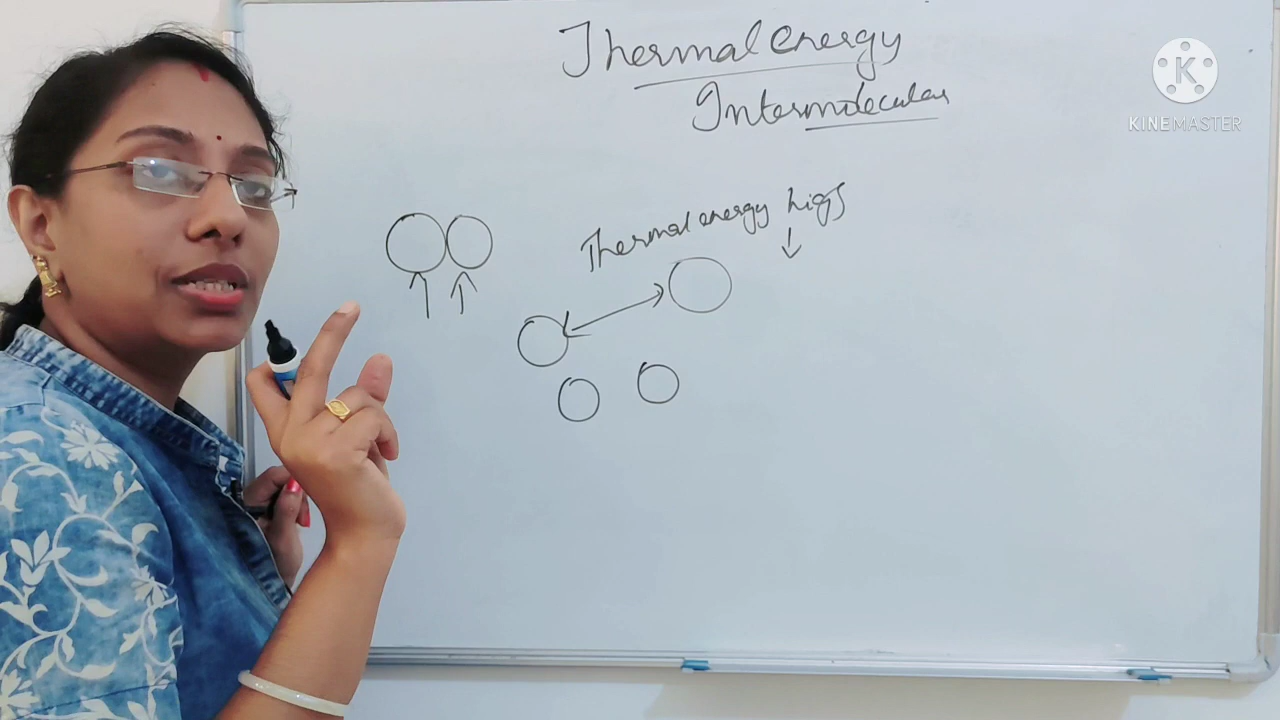 Thermal energy
Intermolecular
Thermal energy high
K
KINEMASTER